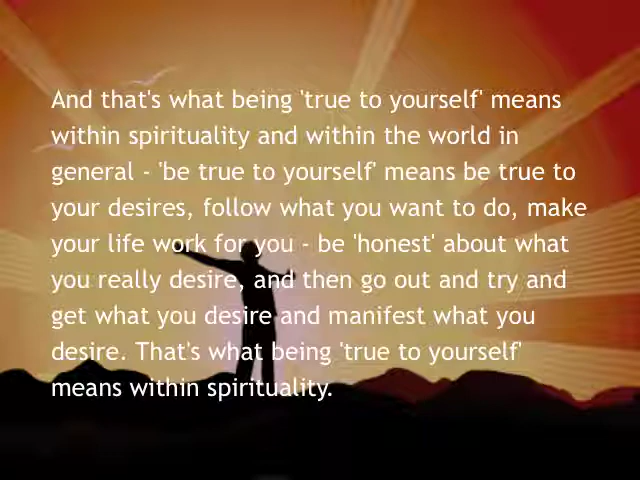 And that's what being 'true to yourself' means
within spirituality and within the world in
general - 'be true to yourself' means be true to
your desires, follow what you want to do, make
your life work for you - be 'honest' about what
you really desire, and then go out and try and
get what you desire and manifest what you
desire. That's what being 'true to yourself'
means within spirituality.